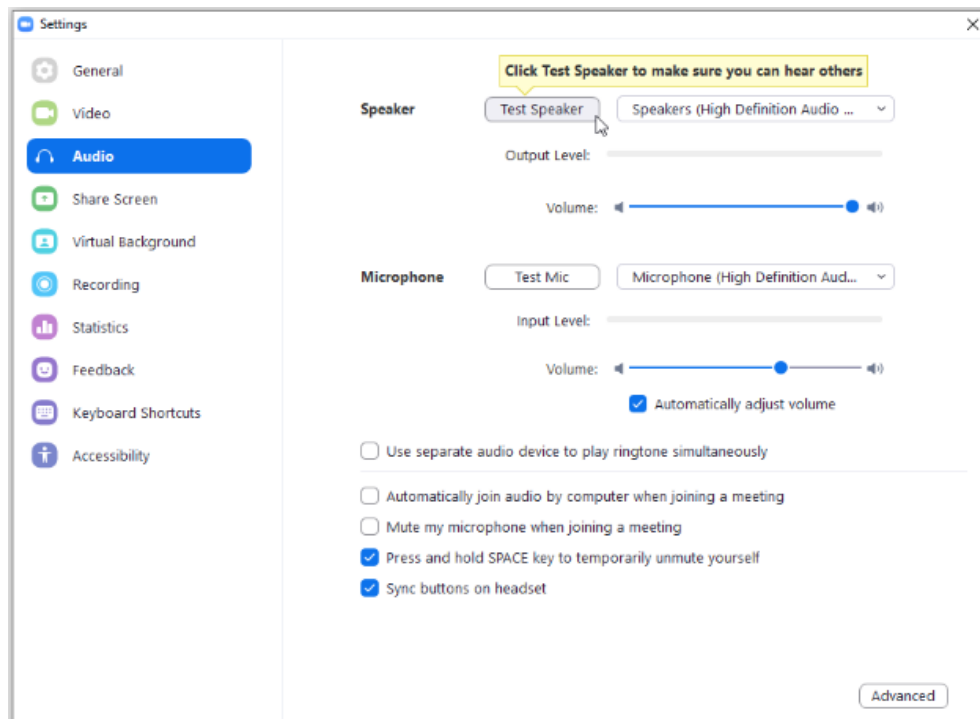 Settings
General
Video
Audio
Share Screen
Virtual Background
Recording
Statistics
Feedback
Keyboard Shortcuts
Accessibility
Click Test Speaker to make sure you can hear others
Speaker Test Speaker Speakers (High Definition Audio ...
Output Level:
Volume:
Microphone Test Mic Microphone (High Definition Aud...
Input Level:
Volume:
Automatically adjust volume
Use separate audio device to play ringtone simultaneously
Automatically join audio by computer when joining a meeting
Mute my microphone when joining a meeting
Press and hold SPACE key to temporarily unmute yourself
Sync buttons on headset
Advanced